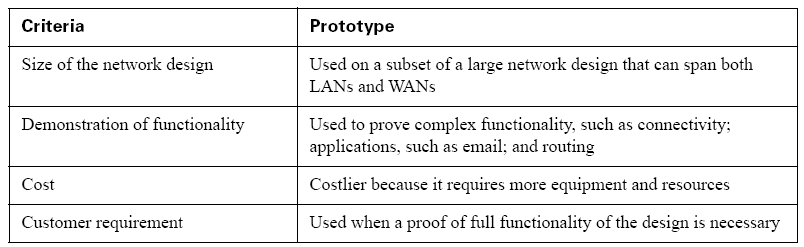 Criteria Prototype
Size of the network design Used on a subset of a large network design that can span both
LANs and WANs
Demonstration of functionality Used to prove complex functionality, such as connectivity;
applications, such as email; and routing
Cost Costlier because it requires more equipment and resources
Customer requirement Used when a proof of full functionality of the design is necessary